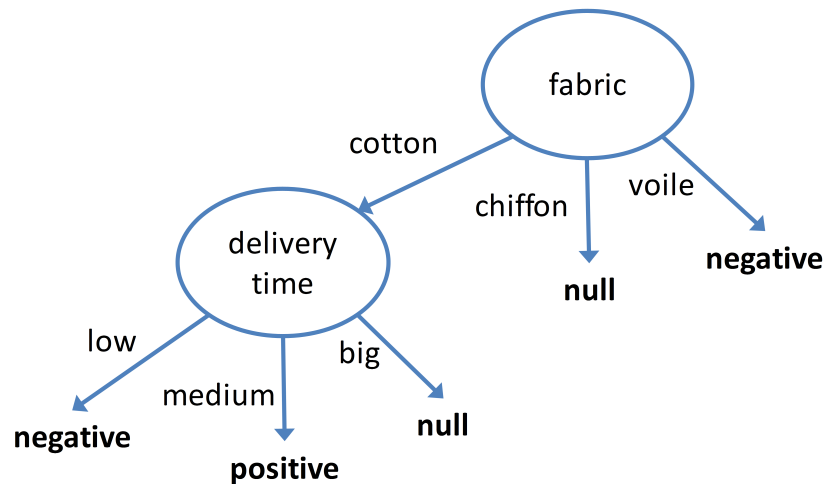 fabric
cotton
chiffon
voile
delivery
time
null
negative
low
medium
big
negative
positive
null